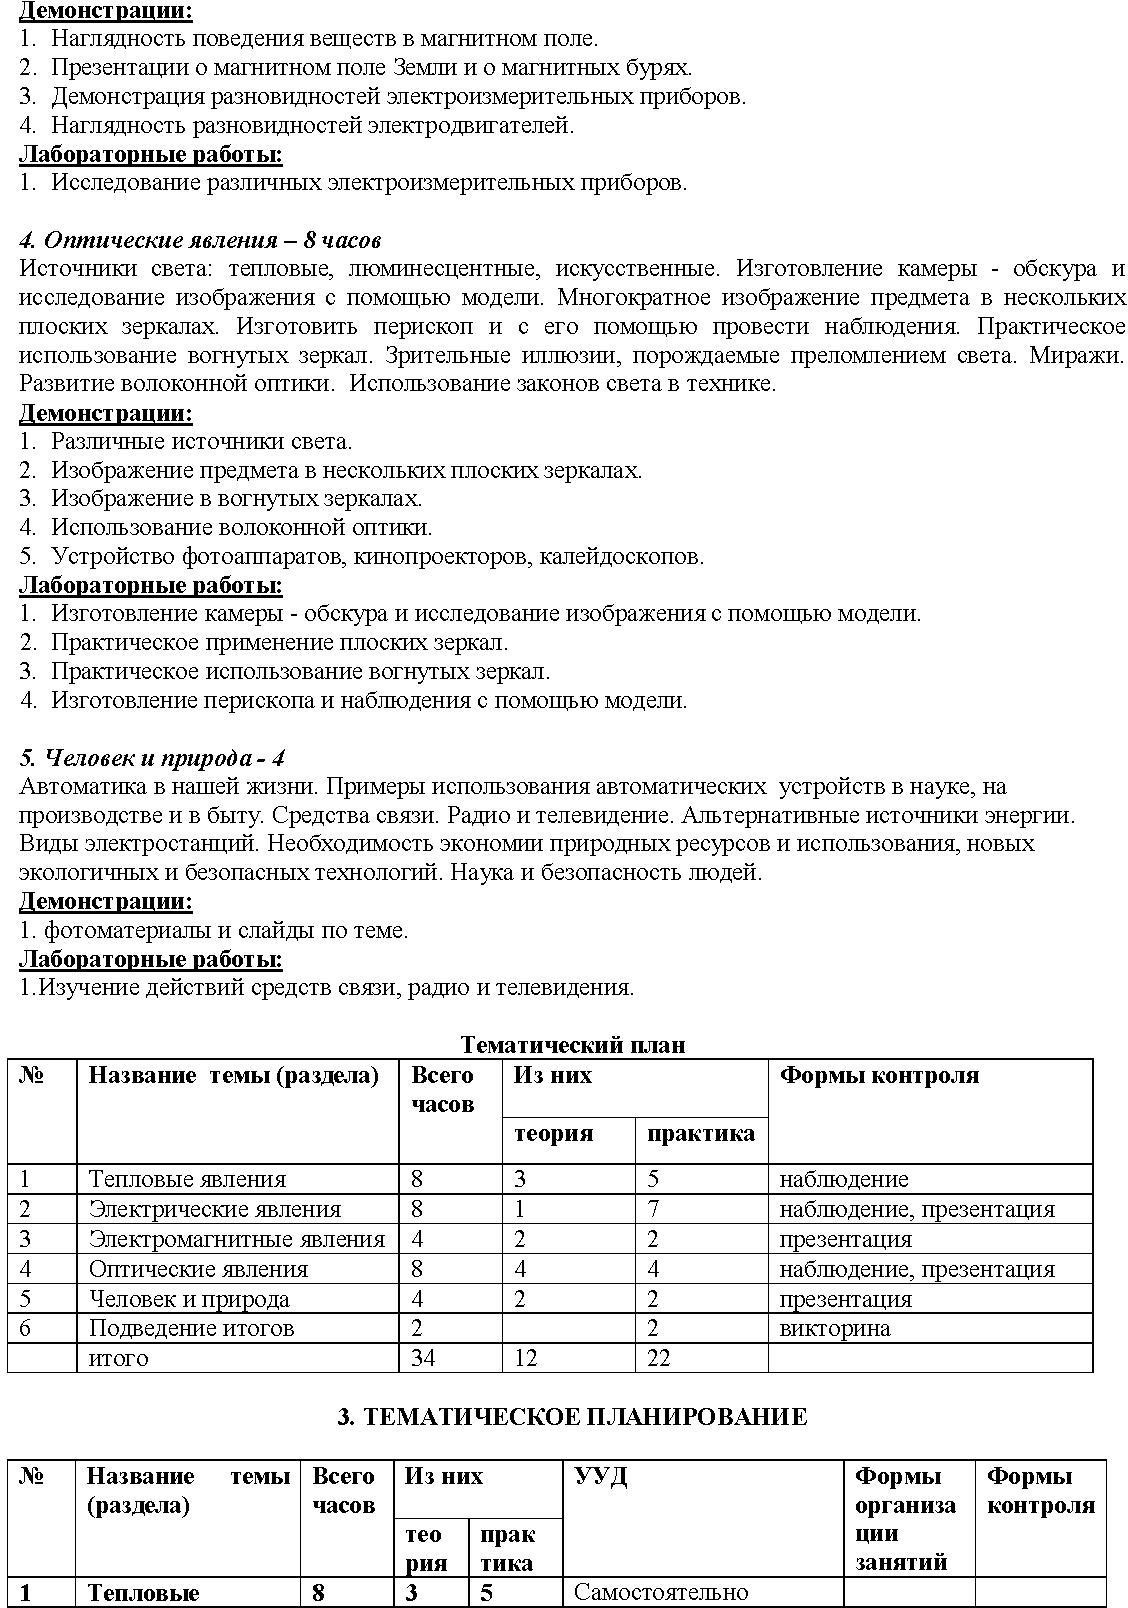 Демонстрации:
1. Наглядность поведения веществ в магнитном поле.
2. Презентации о магнитном поле Земли и о магнитных бурях.
3. Демонстрация разновидностей электроизмерительных приборов.
4. Наглядность разновидностей электродвигателей.
Лабораторные работы:
1. Исследование различных электроизмерительных приборов.
4. Оптические явления – 8 часов
Источники света: тепловые, люминесцентные, искусственные. Изготовление камеры - обскура и
исследование изображения с помощью модели. Многократное изображение предмета в нескольких
плоских зеркалах. Изготовить перископ и с его помощью провести наблюдения. Практическое
использование вогнутых зеркал. Зрительные иллюзии, порождаемые преломлением света. Миражи.
Развитие волоконной оптики. Использование законов света в технике.
Демонстрации:
1. Различные источники света.
2. Изображение предмета в нескольких плоских зеркалах.
3. Изображение в вогнутых зеркалах.
4. Использование волоконной оптики.
5. Устройство фотоаппаратов, кинопроекторов, калейдоскопов.
Лабораторные работы:
1. Изготовление камеры - обскура и исследование изображения с помощью модели.
2. Практическое применение плоских зеркал.
3. Практическое использование вогнутых зеркал.
4. Изготовление перископа и наблюдения с помощью модели.
5. Человек и природа - 4
Автоматика в нашей жизни. Примеры использования автоматических устройств в науке, на
производстве и в быту. Средства связи. Радио и телевидение. Альтернативные источники энергии.
Виды электростанций. Необходимость экономии природных ресурсов и использования, новых
экологичных и безопасных технологий. Наука и безопасность людей.
Демонстрации:
1. фотоматериалы и слайды по теме.
Лабораторные работы:
1.Изучение действий средств связи, радио и телевидения.
Тематический план
№ Название темы (раздела) Всего Из них Формы контроля
часов
теория практика
1 Тепловые явления 8 3 5 наблюдение
2 Электрические явления 8 1 7 наблюдение, презентация
3 Электромагнитные явления 4 2 2 презентация
4 Оптические явления 8 4 4 наблюдение, презентация
5 Человек и природа 4 2 2 презентация
6 Подведение итогов 2 2 викторина
итого 34 12 22
3. ТЕМАТИЧЕСКОЕ ПЛАНИРОВАНИЕ
№ Название темы Всего Из них УУД Формы Формы
(раздела) часов организа контроля
тео прак ции
рия тика занятий
1 Тепловые 8 3 5 Самостоятельно